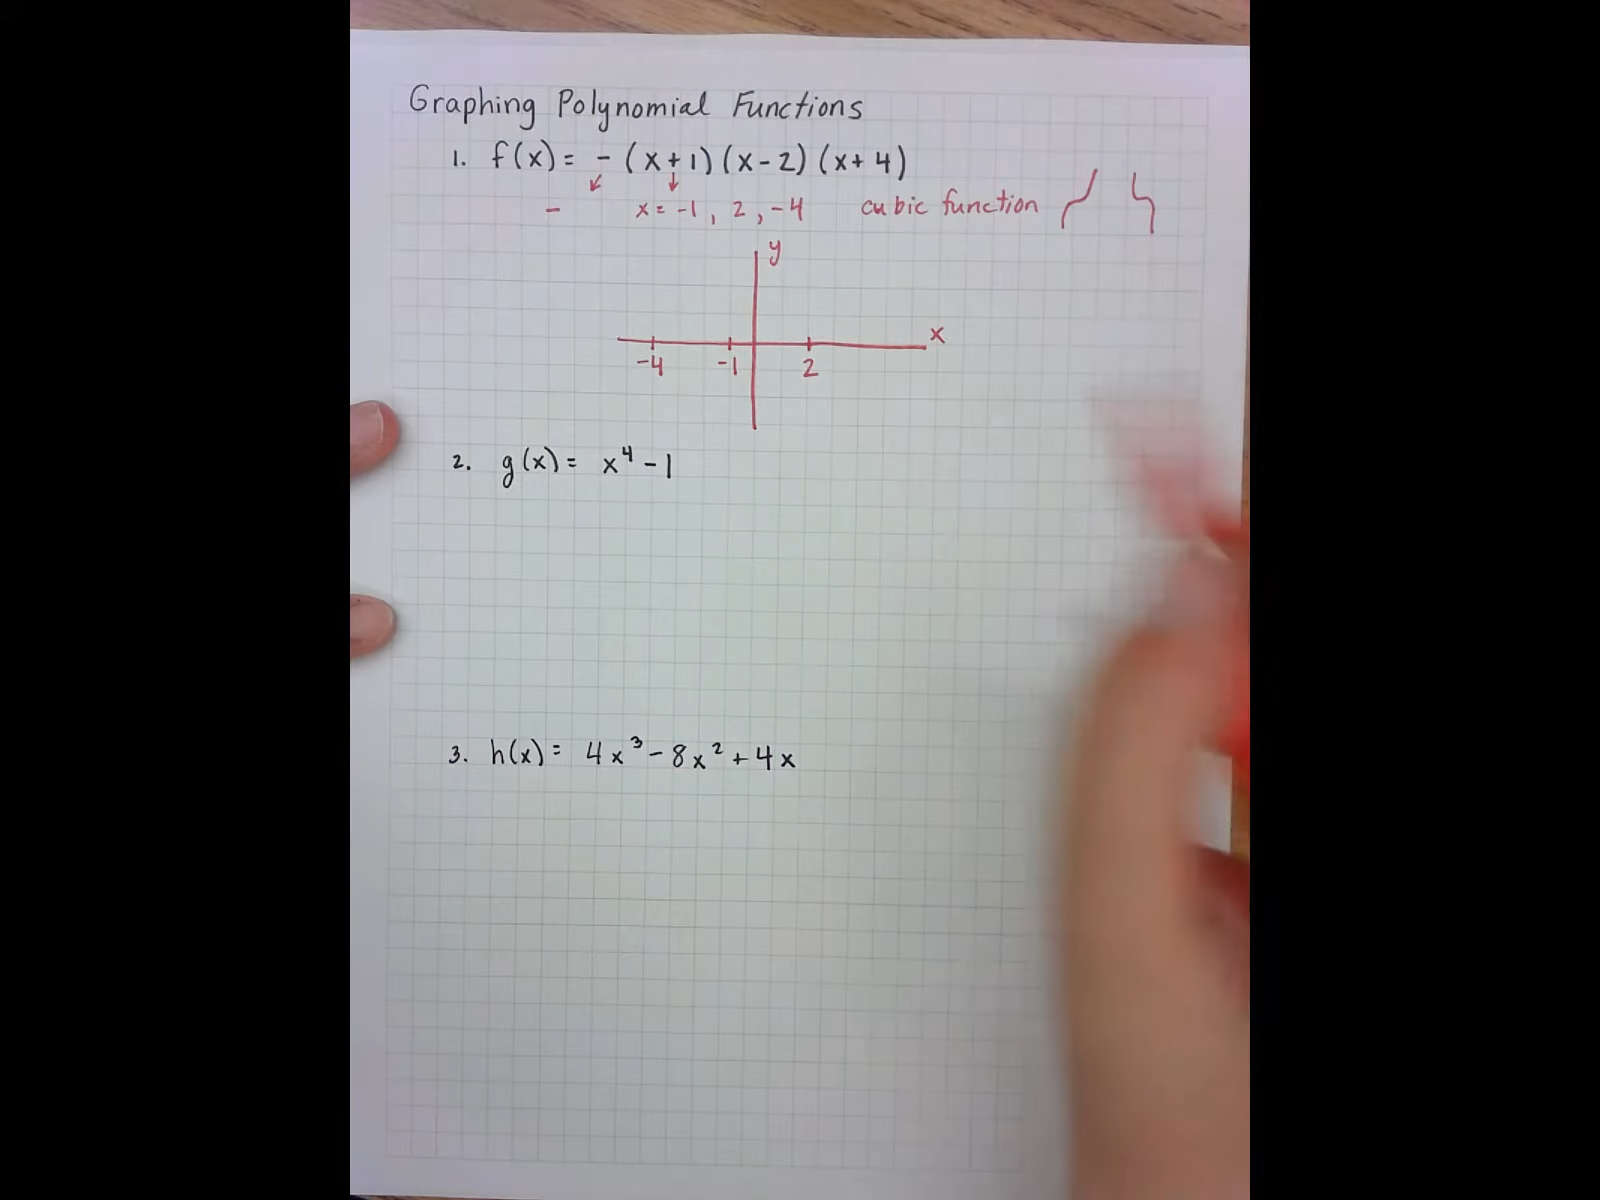 Graphing Polynomial Functions
1. f(x) = - (x+1)(x-2)(x+4)
- x = -1, 2, -4 cubic function
y
x
-4 -1 2
2. g(x) = x⁴ - 1
3. h(x) = 4x³ - 8x² + 4x